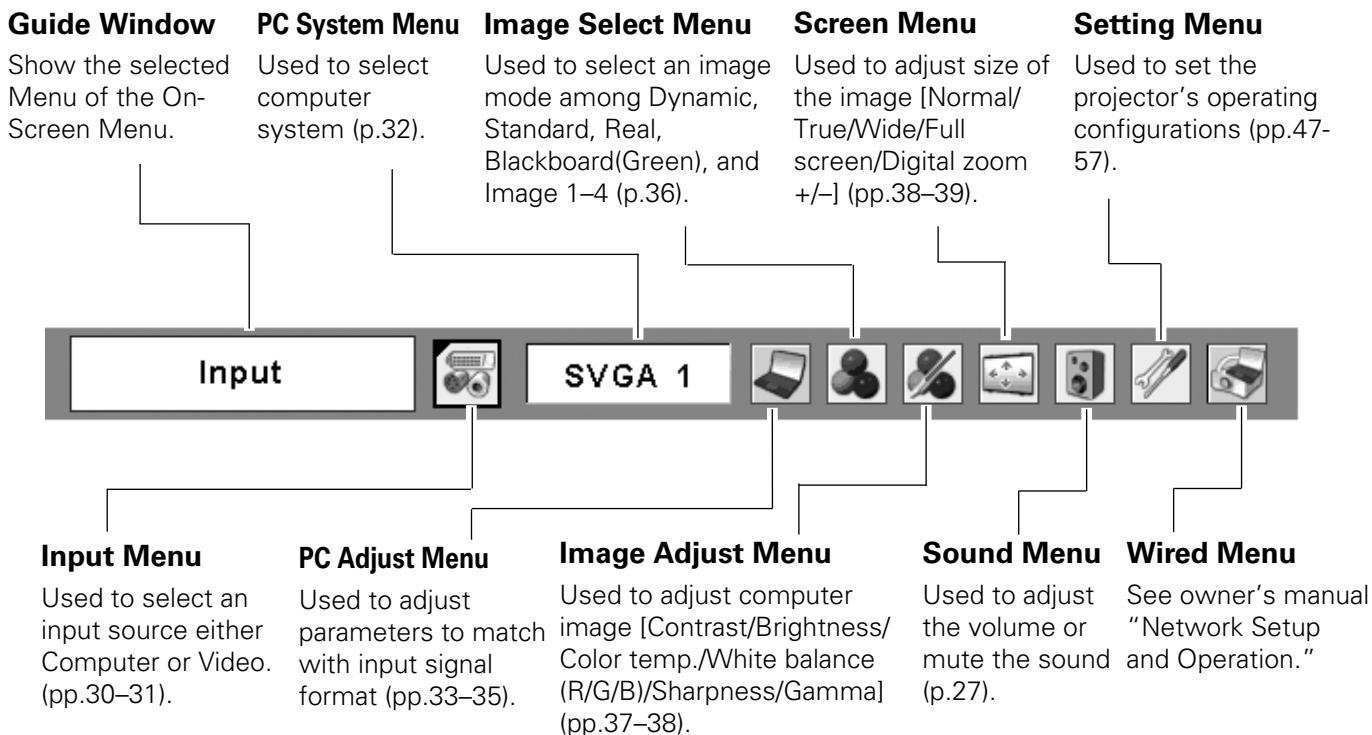 Guide Window
Show the selected
Menu of the On-
Screen Menu.
PC System Menu
Used to select
computer
system (p.32).
Image Select Menu
Used to select an image
mode among Dynamic,
Standard, Real,
Blackboard(Green), and
Image 1–4 (p.36).
Screen Menu
Used to adjust size of
the image [Normal/
True/Wide/Full
screen/Digital zoom
+/–] (pp.38–39).
Setting Menu
Used to set the
projector’s operating
configurations (pp.47-
57).
Input
SVGA 1
Input Menu
Used to select an
input source either
Computer or Video.
(pp.30–31).
PC Adjust Menu
Used to adjust
parameters to match
with input signal
format (pp.33–35).
Image Adjust Menu
Used to adjust computer
image [Contrast/Brightness/
Color temp./White balance
(R/G/B)/Sharpness/Gamma]
(pp.37–38).
Sound Menu
Used to adjust
the volume or
mute the sound
(p.27).
Wired Menu
See owner’s manual
“Network Setup
and Operation.”